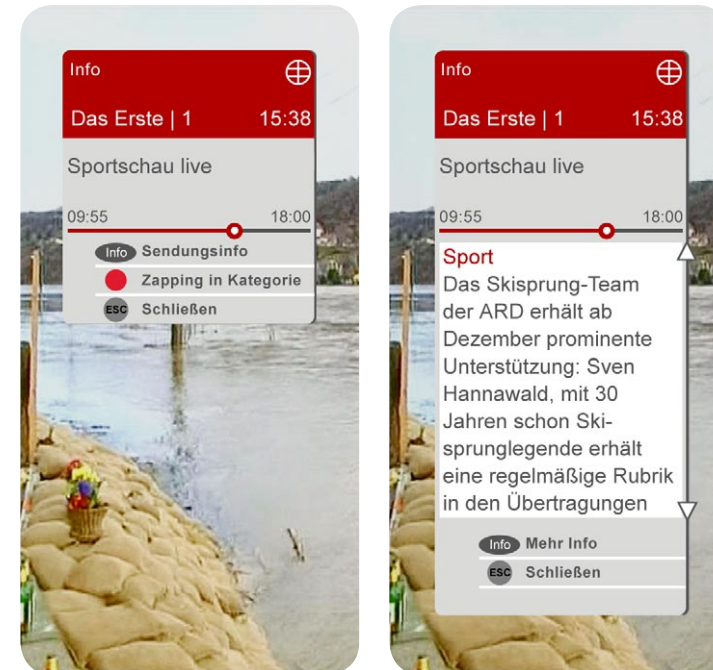 Info
Das Erste | 1 15:38
Sportschau live
09:55 18:00
Info Sendungsinfo
Zapping in Kategorie
ESC Schließen
Info
Das Erste | 1 15:38
Sportschau live
09:55 18:00
Sport
Das Skisprung-Team
der ARD erhält ab
Dezember prominente
Unterstützung: Sven
Hannawald, mit 30
Jahren schon Ski-
sprunglegende erhält
eine regelmäßige Rubrik
in den Übertragungen
Info Mehr Info
ESC Schließen